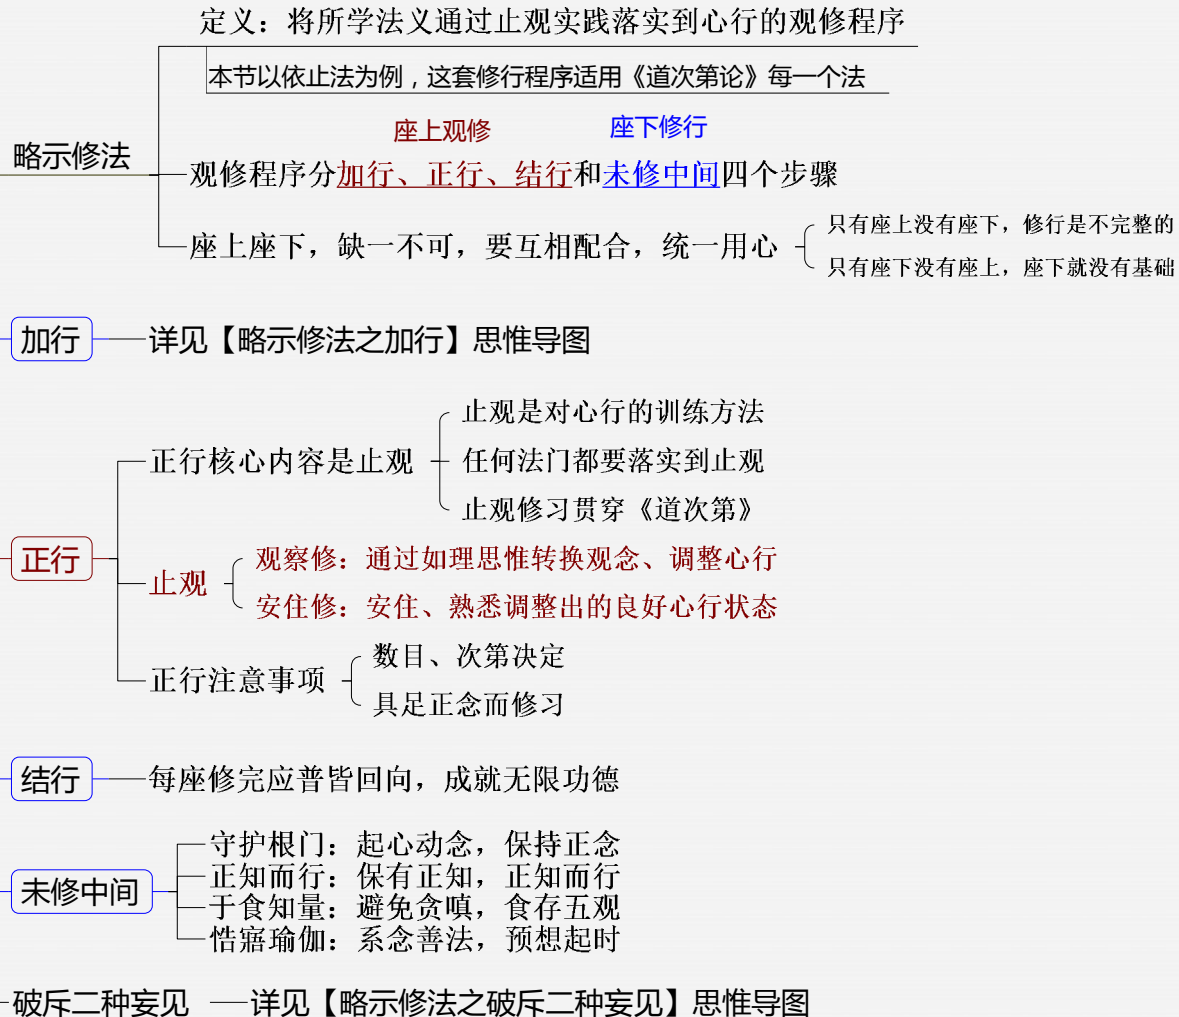 定义：将所学法义通过止观实践落实到心行的观修程序
本节以依止法为例，这套修行程序适用《道次第论》每一个法
略示修法
座上观修
座下修行
观修程序分加行、正行、结行和未修中间四个步骤
座上座下，缺一不可，要互相配合，统一用心
只有座上没有座下，修行是不完整的
只有座下没有座上，座下就没有基础
加行
详见【略示修法之加行】思惟导图
正行
正行核心内容是止观
止观是对心行的训练方法
任何法门都要落实到止观
止观修习贯穿《道次第》
止观
观察修：通过如理思惟转换观念、调整心行
安住修：安住、熟悉调整出的良好心行状态
正行注意事项
数目、次第决定
具足正念而修习
结行
每座修完应普皆回向，成就无限功德
未修中间
守护根门：起心动念，保持正念
正知而行：保有正知，正知而行
于食知量：避免贪嗔，食存五观
悎寤瑜伽：系念善法，预想起时
破斥二种妄见
详见【略示修法之破斥二种妄见】思惟导图